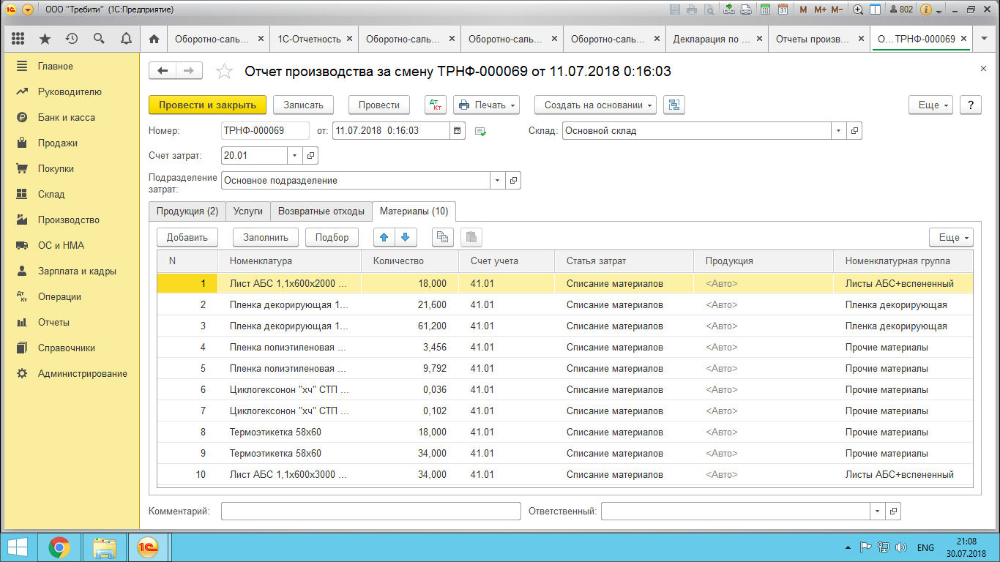 ООО "Требити" (1С:Предприятие)
M M+ M- 802
Оборотно-саль... 1С-Отчетность Оборотно-саль... Оборотно-саль... Оборотно-саль... Декларация по ... Отчеты произв... О... ТРНФ-000069
Главное
Руководителю
Банк и касса
Продажи
Покупки
Склад
Производство
ОС и НМА
Зарплата и кадры
Операции
Отчеты
Справочники
Администрирование
Отчет производства за смену ТРНФ-000069 от 11.07.2018 0:16:03
Провести и закрыть Записать Провести Дт Кт Печать Создать на основании Еще ?
Номер: ТРНФ-000069 от: 11.07.2018 0:16:03 Склад: Основной склад
Счет затрат: 20.01
Подразделение затрат: Основное подразделение
Продукция (2) Услуги Возвратные отходы Материалы (10)
Добавить Заполнить Подбор Еще
N Номенклатура Количество Счет учета Статья затрат Продукция Номенклатурная группа
1 Лист АБС 1,1х600х2000 ... 18,000 41.01 Списание материалов <Авто> Листы АБС+вспененный
2 Пленка декорирующая 1... 21,600 41.01 Списание материалов <Авто> Пленка декорирующая
3 Пленка декорирующая 1... 61,200 41.01 Списание материалов <Авто> Пленка декорирующая
4 Пленка полиэтиленовая ... 3,456 41.01 Списание материалов <Авто> Прочие материалы
5 Пленка полиэтиленовая ... 9,792 41.01 Списание материалов <Авто> Прочие материалы
6 Циклогексонон "хч" СТП ... 0,036 41.01 Списание материалов <Авто> Прочие материалы
7 Циклогексонон "хч" СТП ... 0,102 41.01 Списание материалов <Авто> Прочие материалы
8 Термоэтикетка 58х60 18,000 41.01 Списание материалов <Авто> Прочие материалы
9 Термоэтикетка 58х60 34,000 41.01 Списание материалов <Авто> Прочие материалы
10 Лист АБС 1,1х600х3000 ... 34,000 41.01 Списание материалов <Авто> Листы АБС+вспененный
Комментарий: Ответственный:
ENG 21:08
30.07.2018